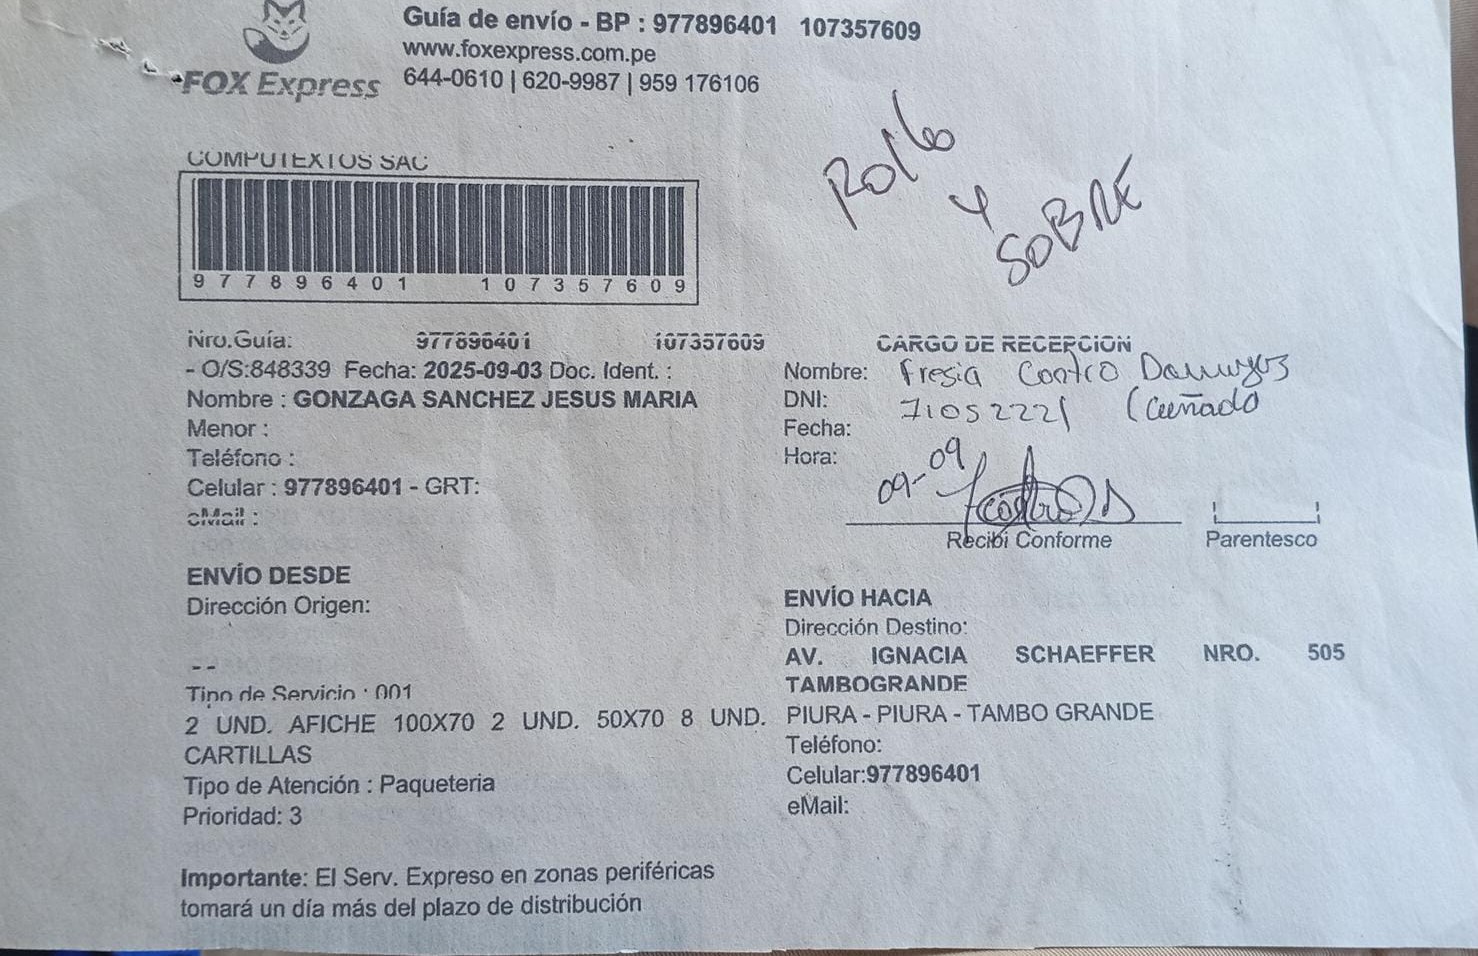 Guía de envío - BP : 977896401 107357609
www.foxexpress.com.pe
644-0610 | 620-9987 | 959 176106
FOX Express
Rollo
y
SOBRE
COMPUTEXTOS SAC
977896401 107357609
Nro.Guía: 977896401 107357609
- O/S:848339 Fecha: 2025-09-03 Doc. Ident. :
Nombre : GONZAGA SANCHEZ JESUS MARIA
Menor :
Teléfono :
Celular : 977896401 - GRT:
eMail :
CARGO DE RECEPCION
Nombre: Fresia Castro
DNI: 71052221 (Cuñado
Fecha:
Hora:
09-09
Recibí Conforme
Parentesco
ENVÍO DESDE
Dirección Origen:
--
Tipo de Servicio : 001
2 UND. AFICHE 100X70 2 UND. 50X70 8 UND.
CARTILLAS
Tipo de Atención : Paqueteria
Prioridad: 3
ENVÍO HACIA
Dirección Destino:
AV. IGNACIA SCHAEFFER NRO. 505
TAMBOGRANDE
PIURA - PIURA - TAMBO GRANDE
Teléfono:
Celular:977896401
eMail:
Importante: El Serv. Expreso en zonas periféricas
tomará un día más del plazo de distribución